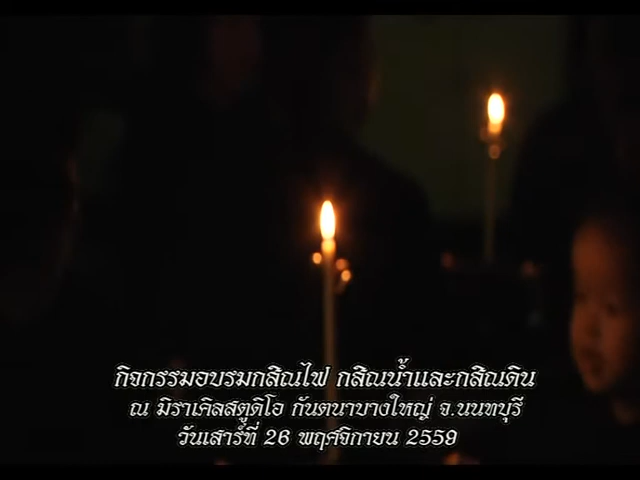 กิจกรรมอบรมกสิณไฟ กสิณน้ำและกสิณดิน
ณ มิราเคิลสตูดิโอ กันตนาบางใหญ่ จ.นนทบุรี
วันเสาร์ที่ 26 พฤศจิกายน 2559